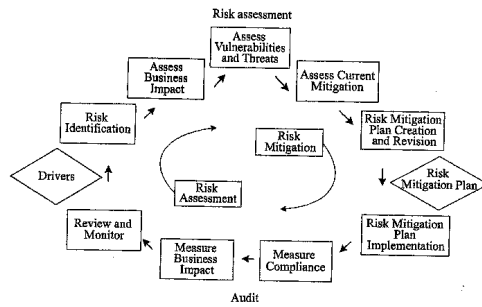 Risk assessment
Assess
Vulnerabilities
and Threats
Assess
Business
Impact
Assess Current
Mitigation
Risk
Identification
Risk Mitigation
Plan Creation
and Revision
Risk
Mitigation
Drivers
Risk
Mitigation Plan
Risk
Assessment
Review and
Monitor
Risk Mitigation
Plan
Implementation
Measure
Business
Impact
Measure
Compliance
Audit